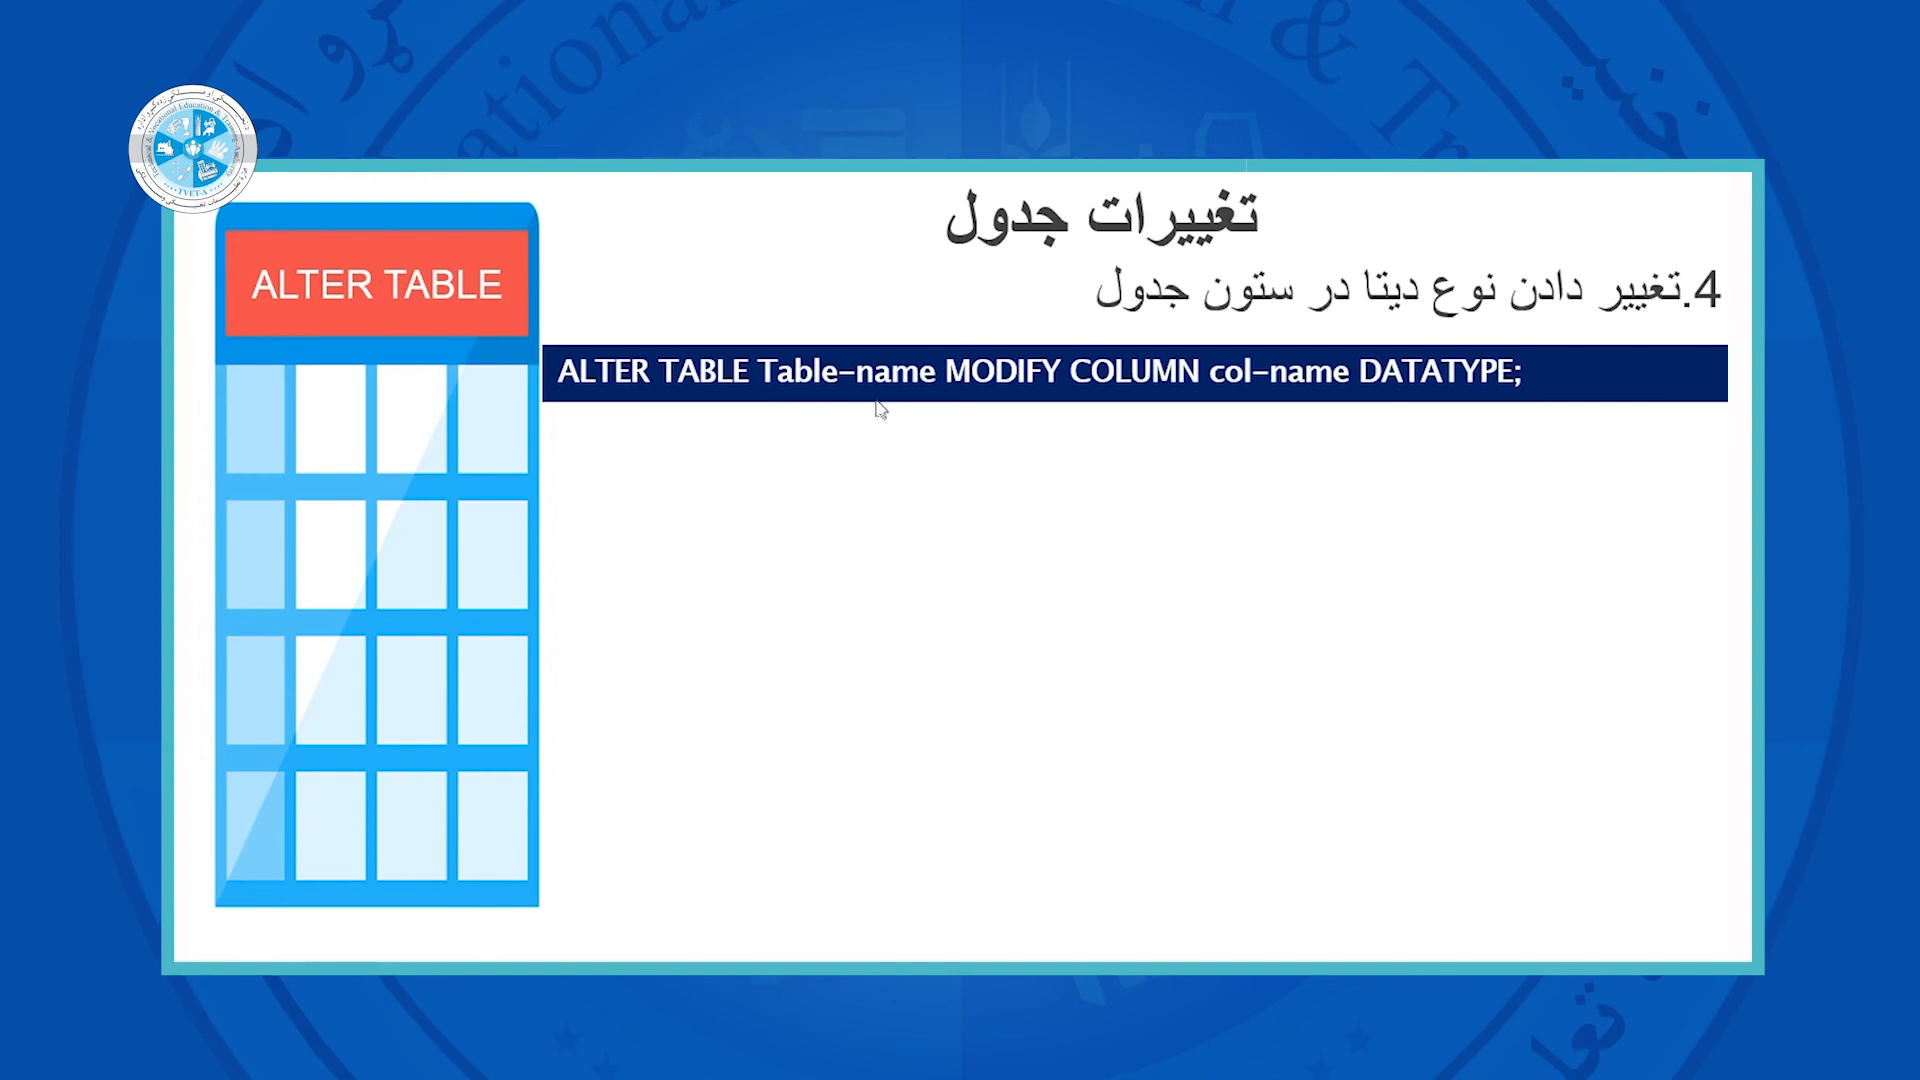 تغییرات جدول
4.تغییر دادن نوع دیتا در ستون جدول
ALTER TABLE
ALTER TABLE Table-name MODIFY COLUMN col-name DATATYPE;
TVET-A